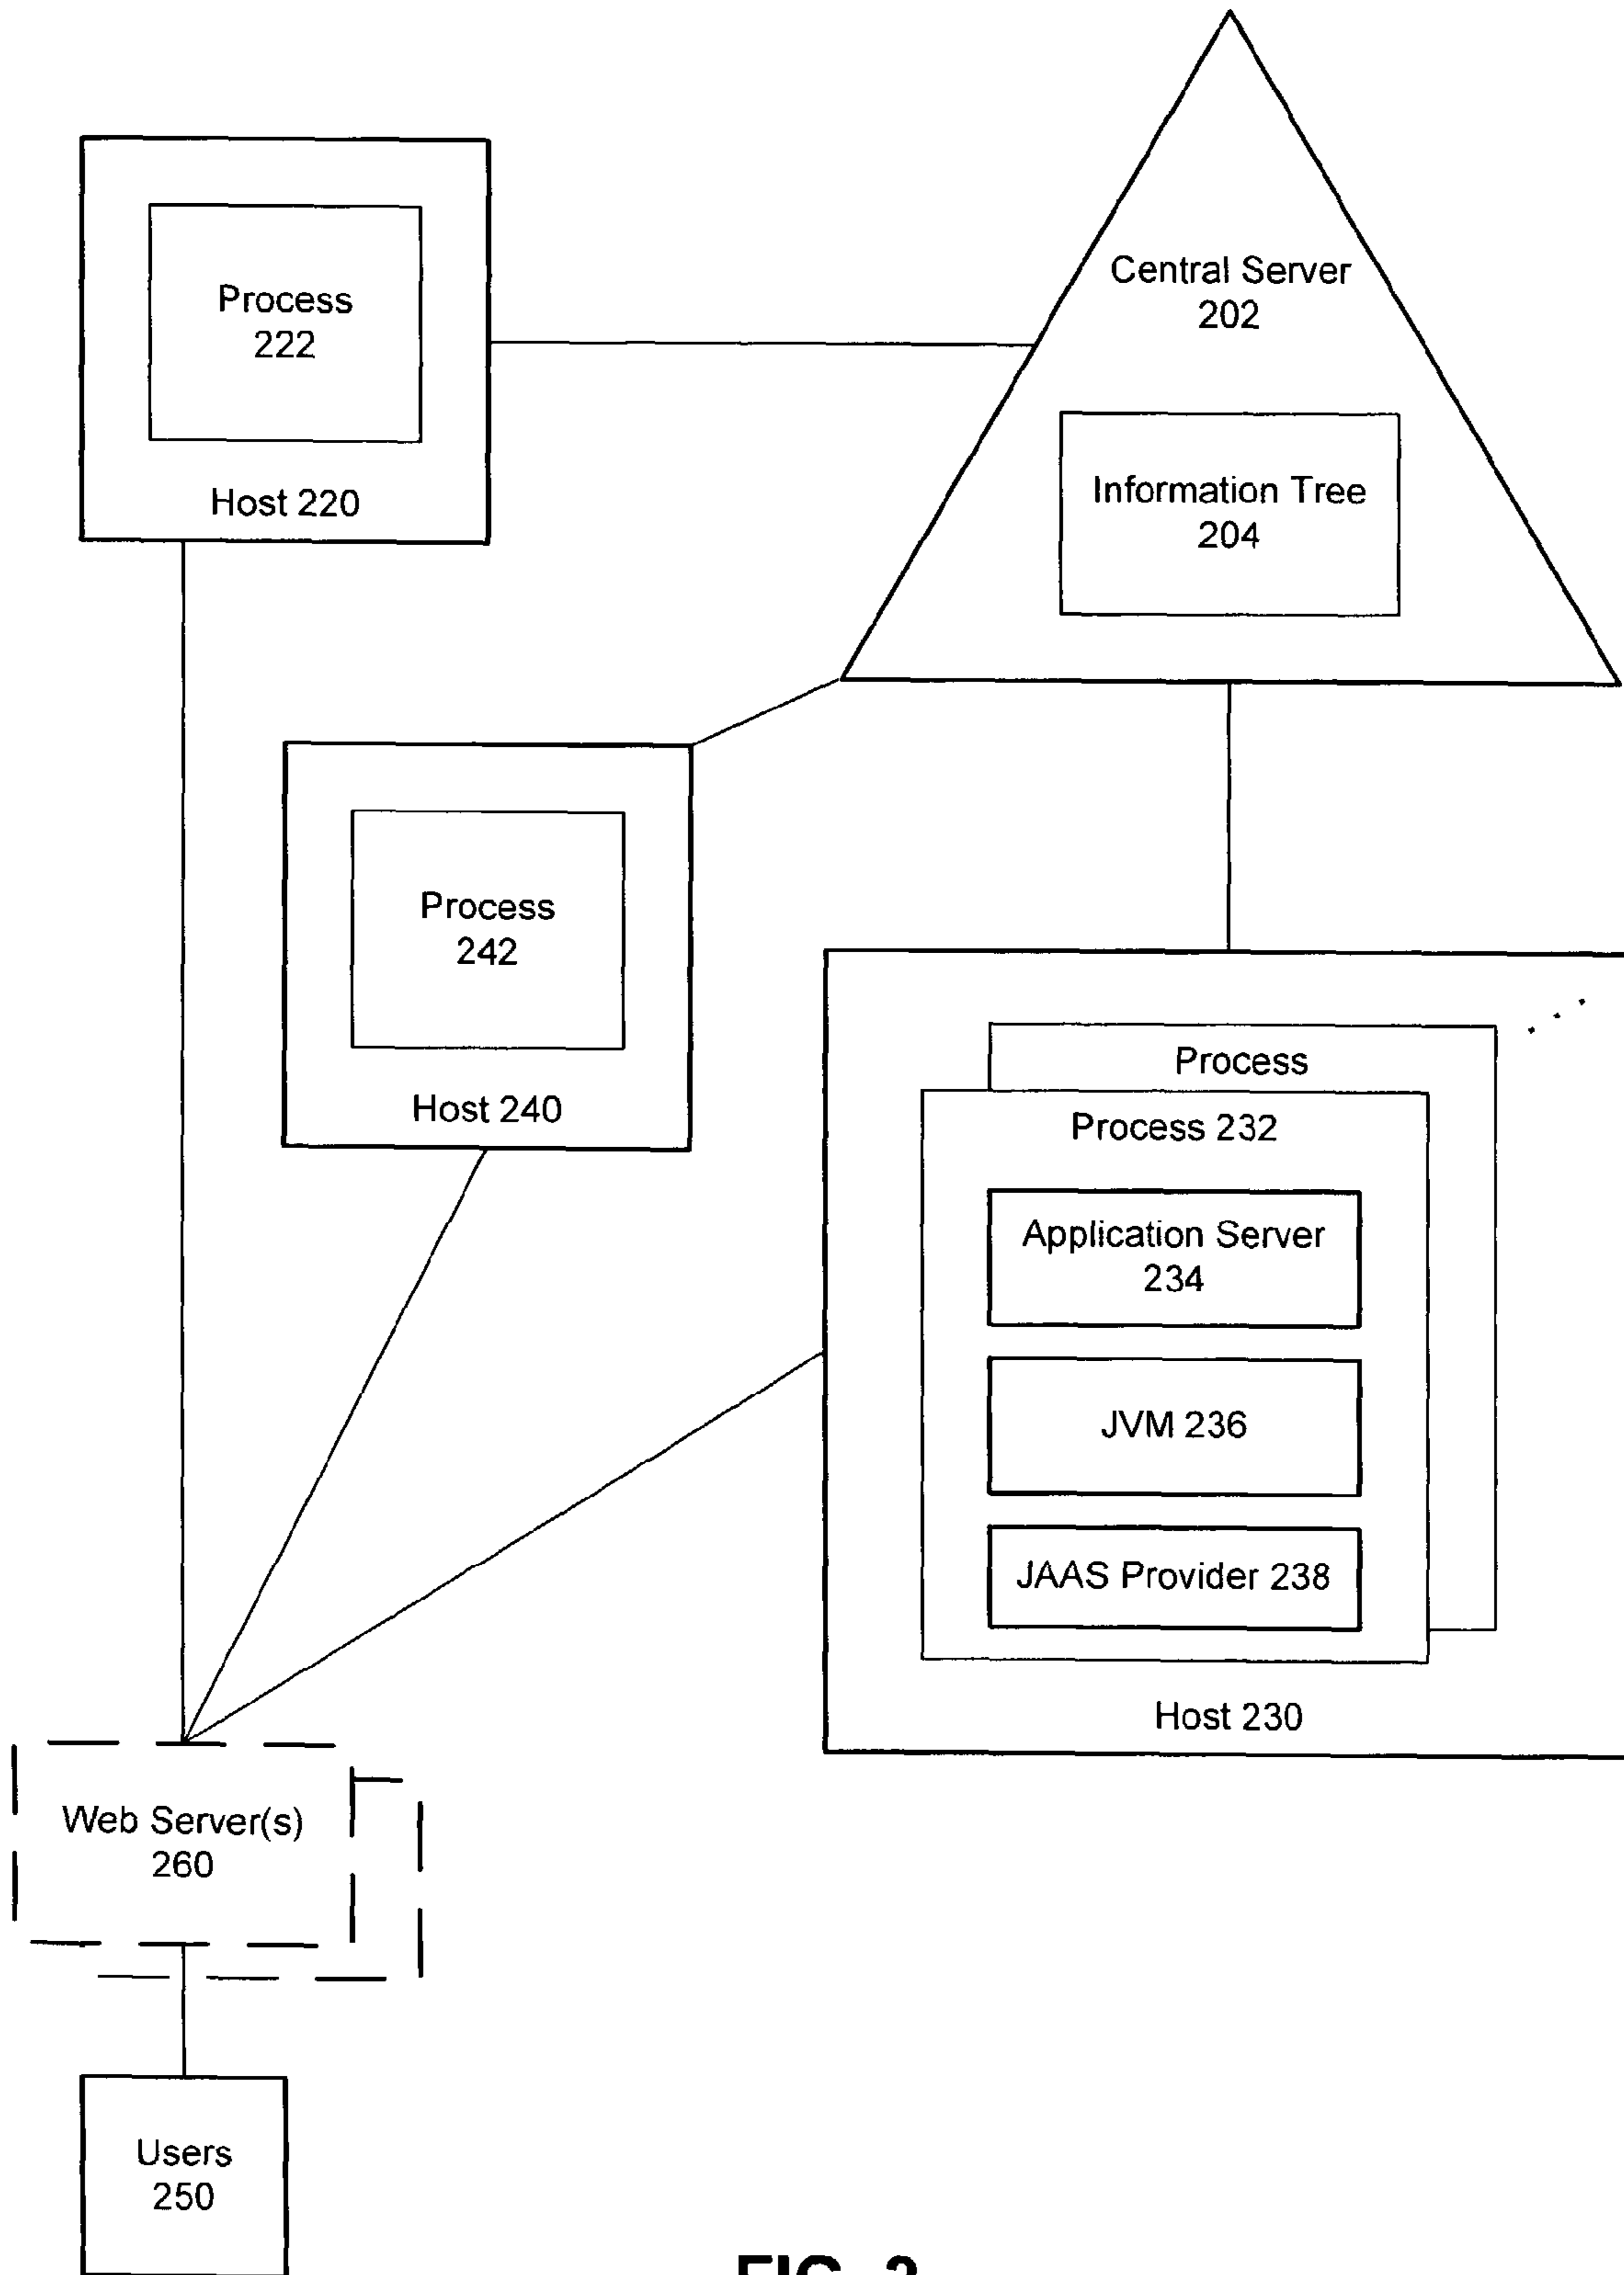 Central Server
202
Process
222
Information Tree
204
Host 220
Process
242
Host 240
Process
Process 232
Application Server
234
JVM 236
JAAS Provider 238
Host 230
Web Server(s)
260
Users
250
FIG.